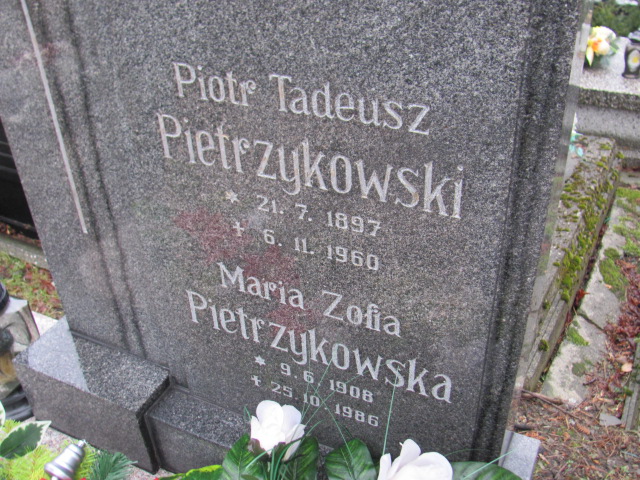 Piotr Tadeusz
Pietrzykowski
* 21. 7. 1897
+ 6. 11. 1960
Maria Zofia
Pietrzykowska
* 9. 6. 1908
+ 25. 10. 1986